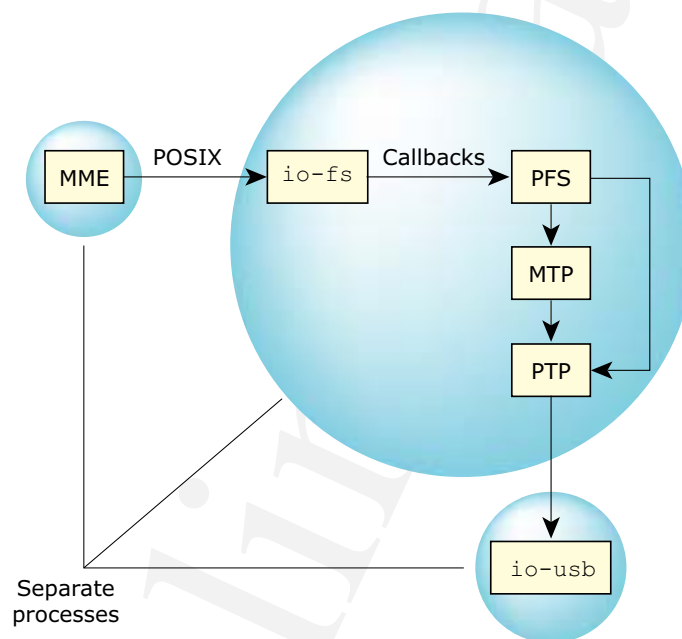 POSIX
Callbacks
MME
io-fs
PFS
MTP
PTP
io-usb
Separate
processes